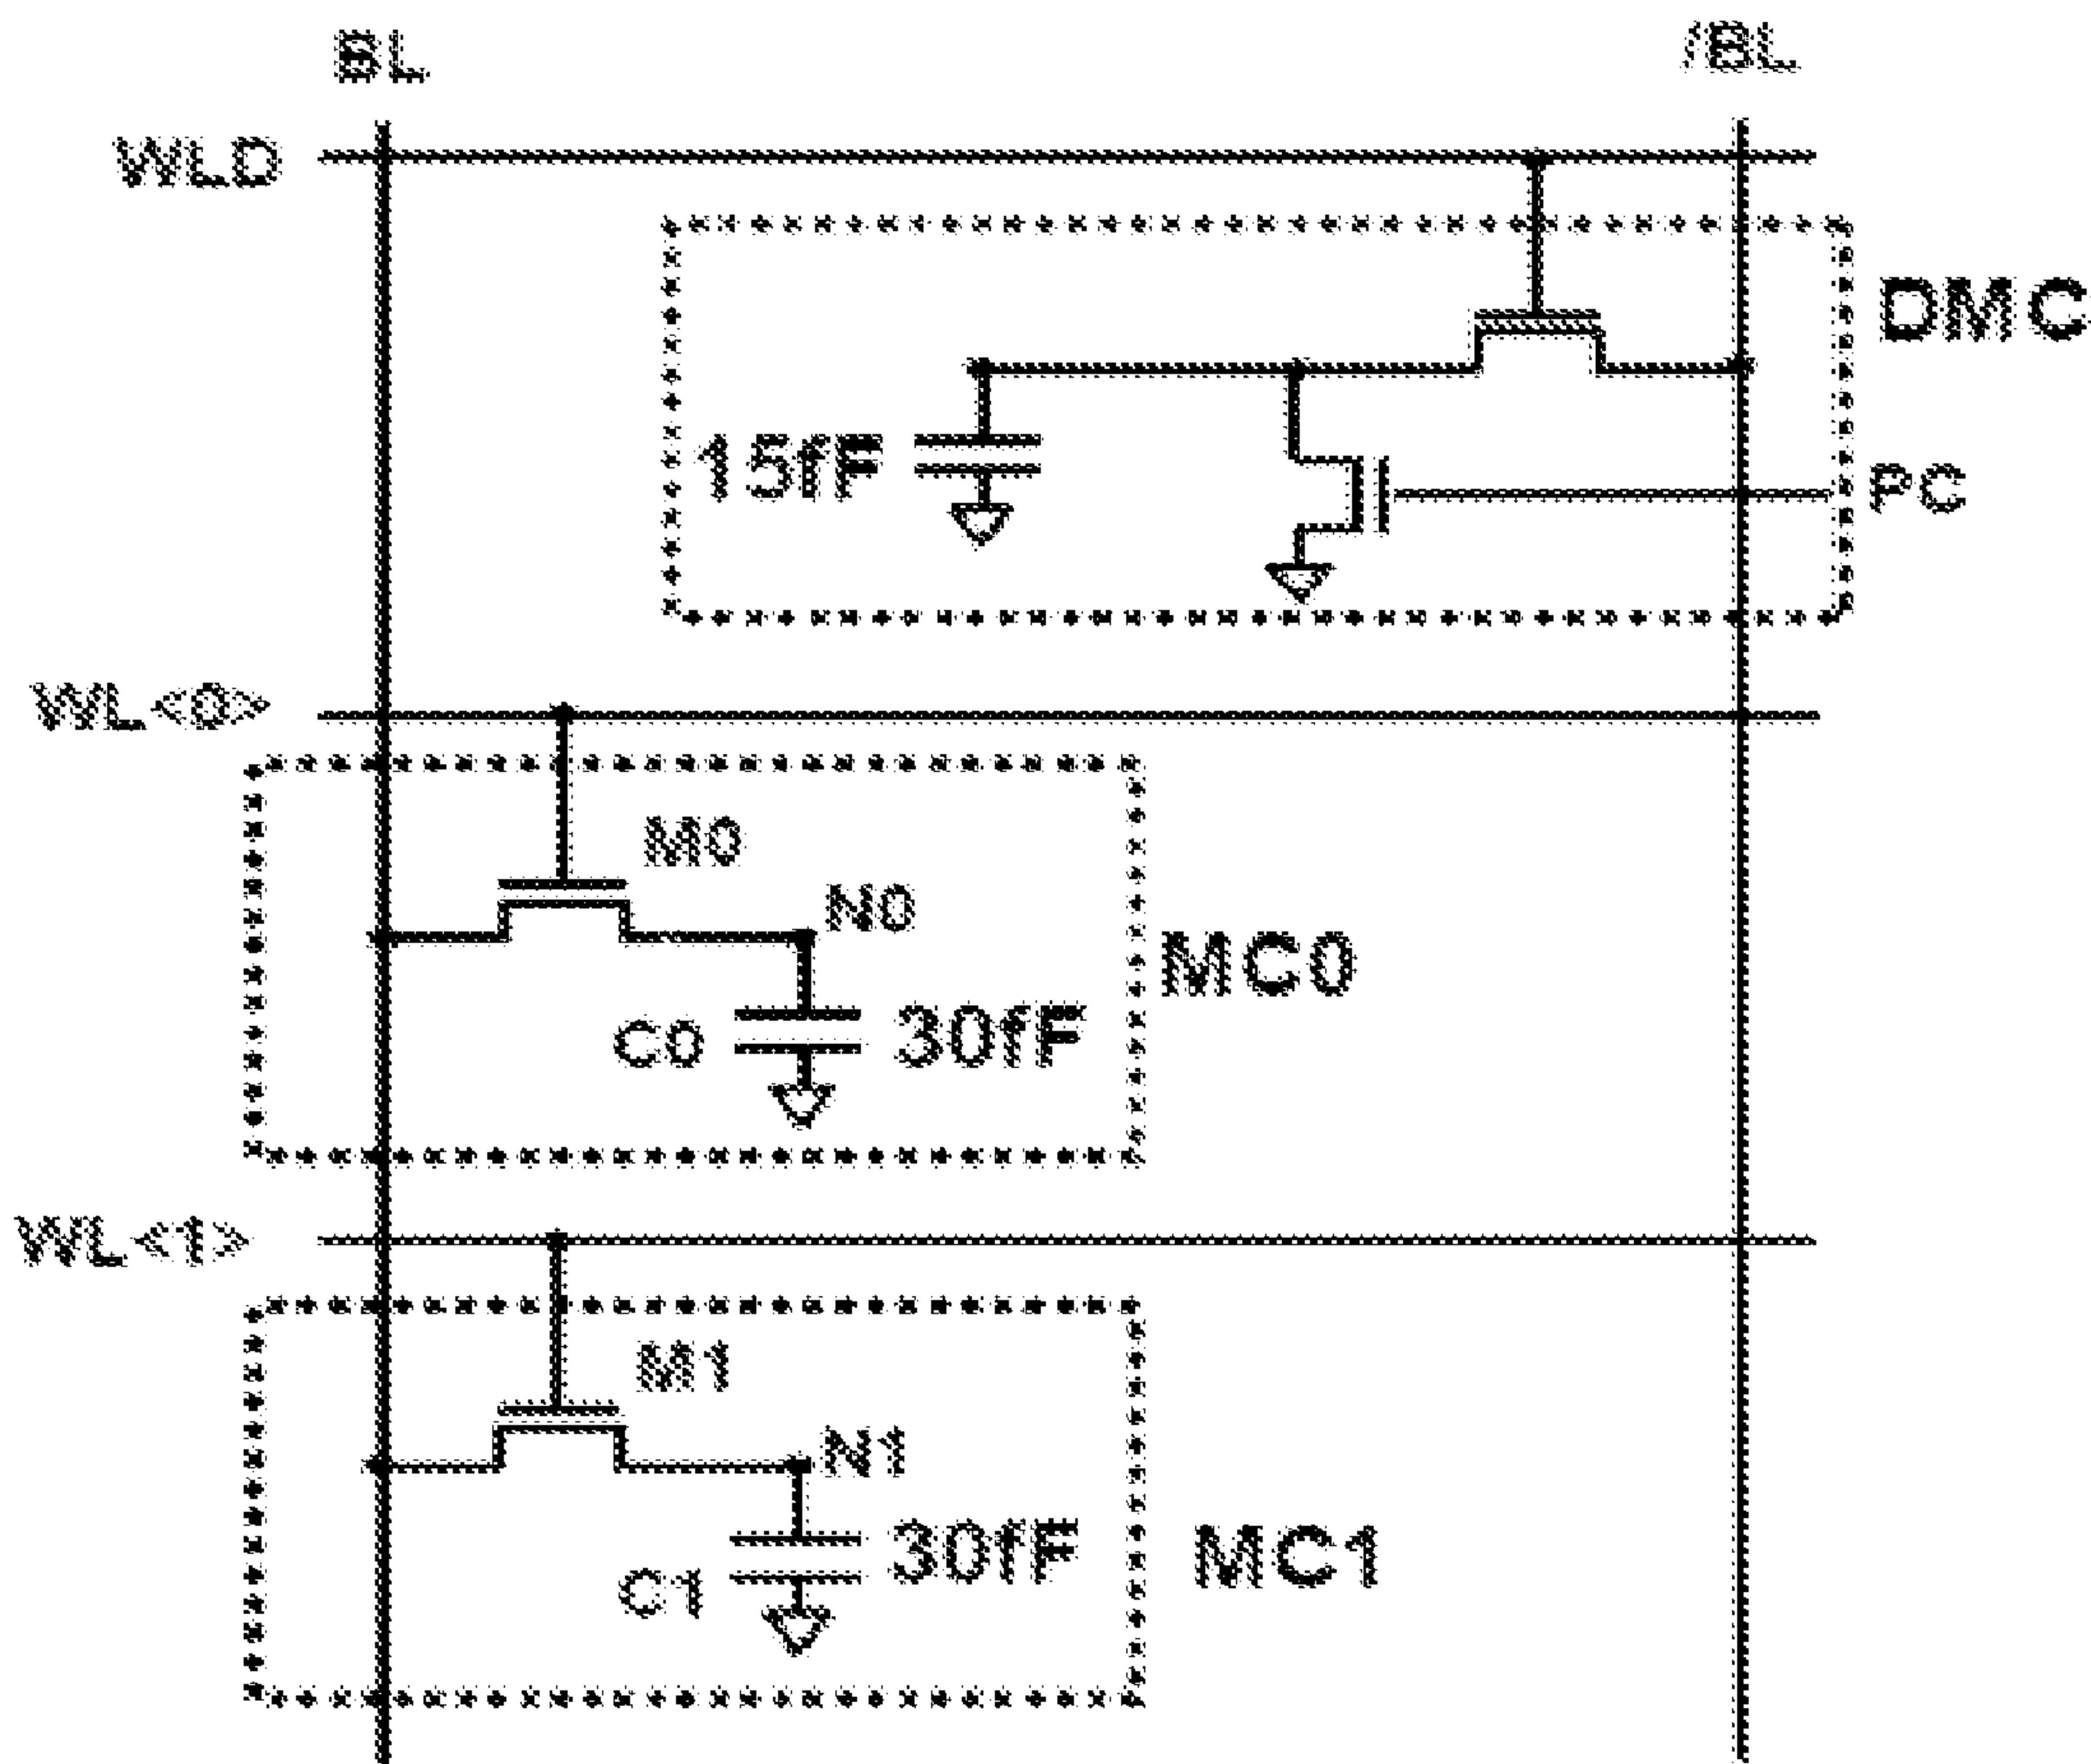 BL /BL
WLD
DMC
15fF
PC
WL<0>
M0
N0
MC0
C0 30fF
WL<1>
M1
N1
C1 30fF MC1